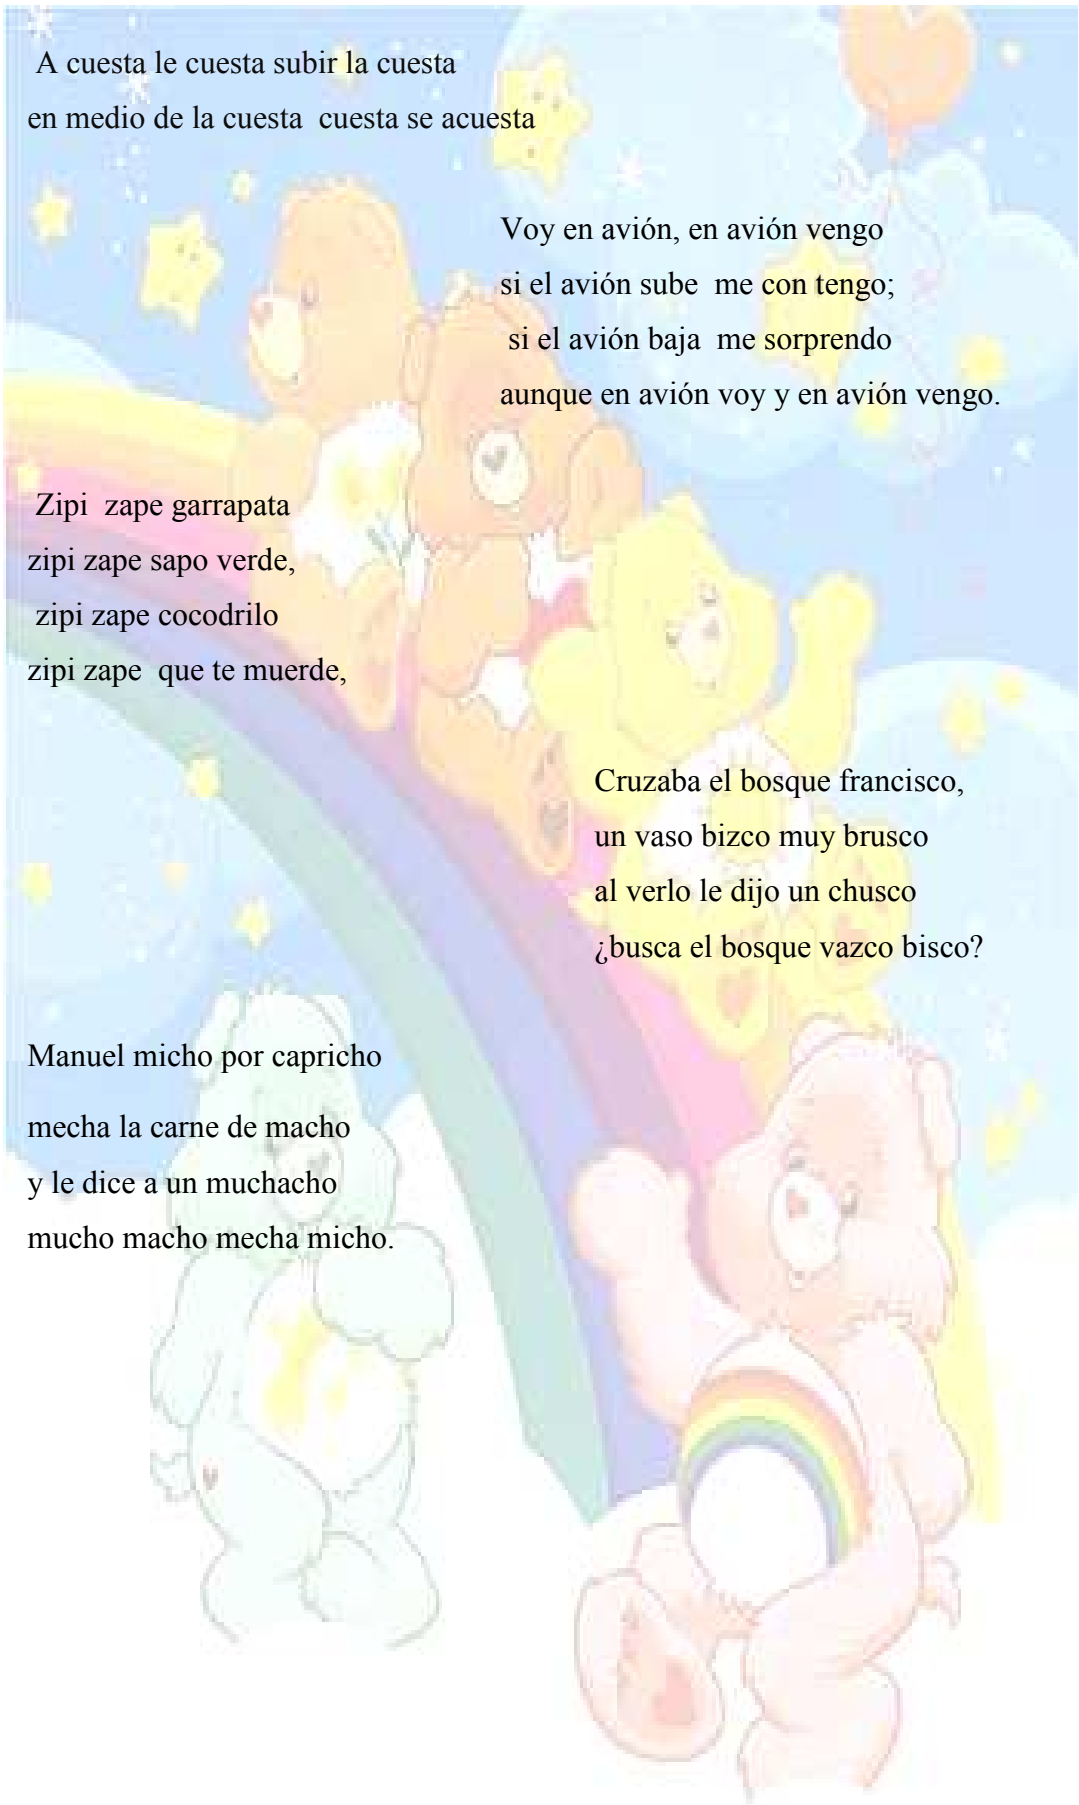 A cuesta le cuesta subir la cuesta
en medio de la cuesta  cuesta se acuesta
Voy en avión, en avión vengo
si el avión sube  me con tengo;
si el avión baja  me sorprendo
aunque en avión voy y en avión vengo.
Zipi  zape garrapata
zipi zape sapo verde,
zipi zape cocodrilo
zipi zape  que te muerde,
Cruzaba el bosque francisco,
un vaso bizco muy brusco
al verlo le dijo un chusco
¿busca el bosque vazco bisco?
Manuel micho por capricho
mecha la carne de macho
y le dice a un muchacho
mucho macho mecha micho.